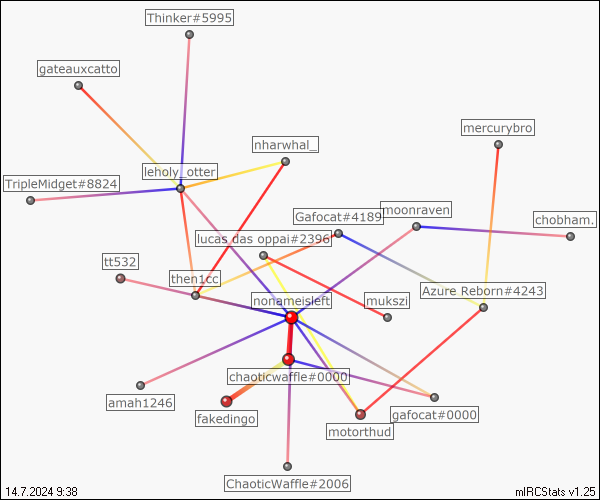 Thinker#5995
gateauxcatto
mercurybro
nharwhal_
leholy_otter
TripleMidget#8824
moonraven
Gafocat#4189
chobham.
lucas das oppai#2396
tt532
then1cc
Azure Reborn#4243
nonameisleft
mukszi
chaoticwaffle#0000
amah1246
gafocat#0000
fakedingo
motorthud
ChaoticWaffle#2006
14.7.2024 9:38
mIRCStats v1.25